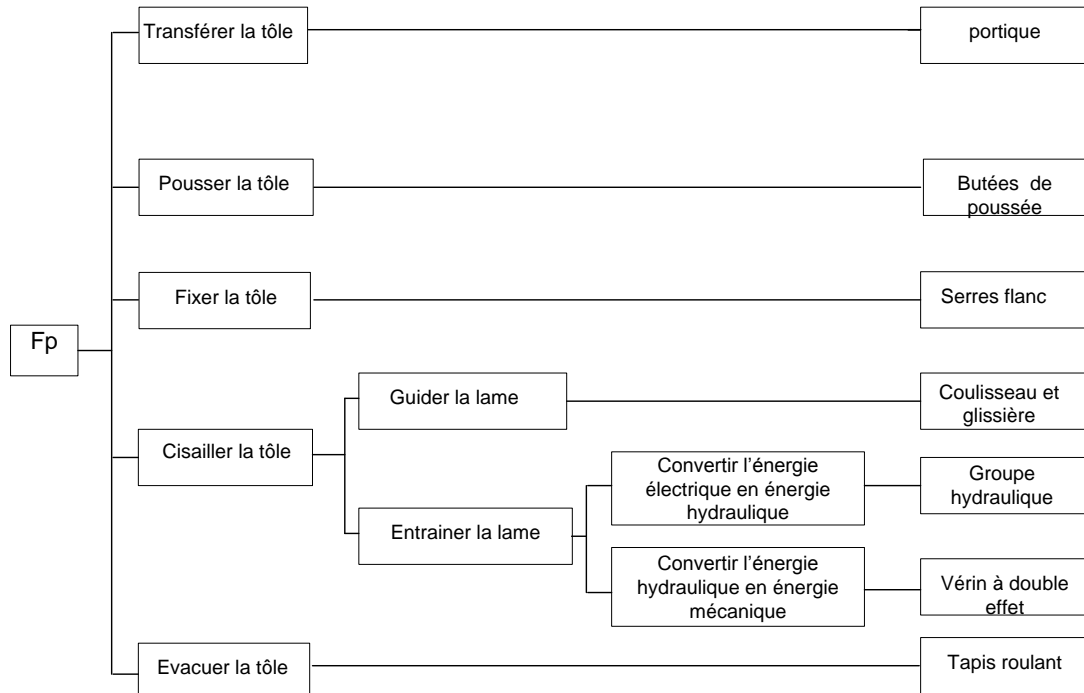 Transférer la tôle
portique
Pousser la tôle
Butées de
poussée
Fixer la tôle
Serres flanc
Fp
Guider la lame
Coulisseau et
glissière
Cisailler la tôle
Convertir l'énergie
électrique en énergie
hydraulique
Groupe
hydraulique
Entrainer la lame
Convertir l'énergie
hydraulique en énergie
mécanique
Vérin à double
effet
Evacuer la tôle
Tapis roulant